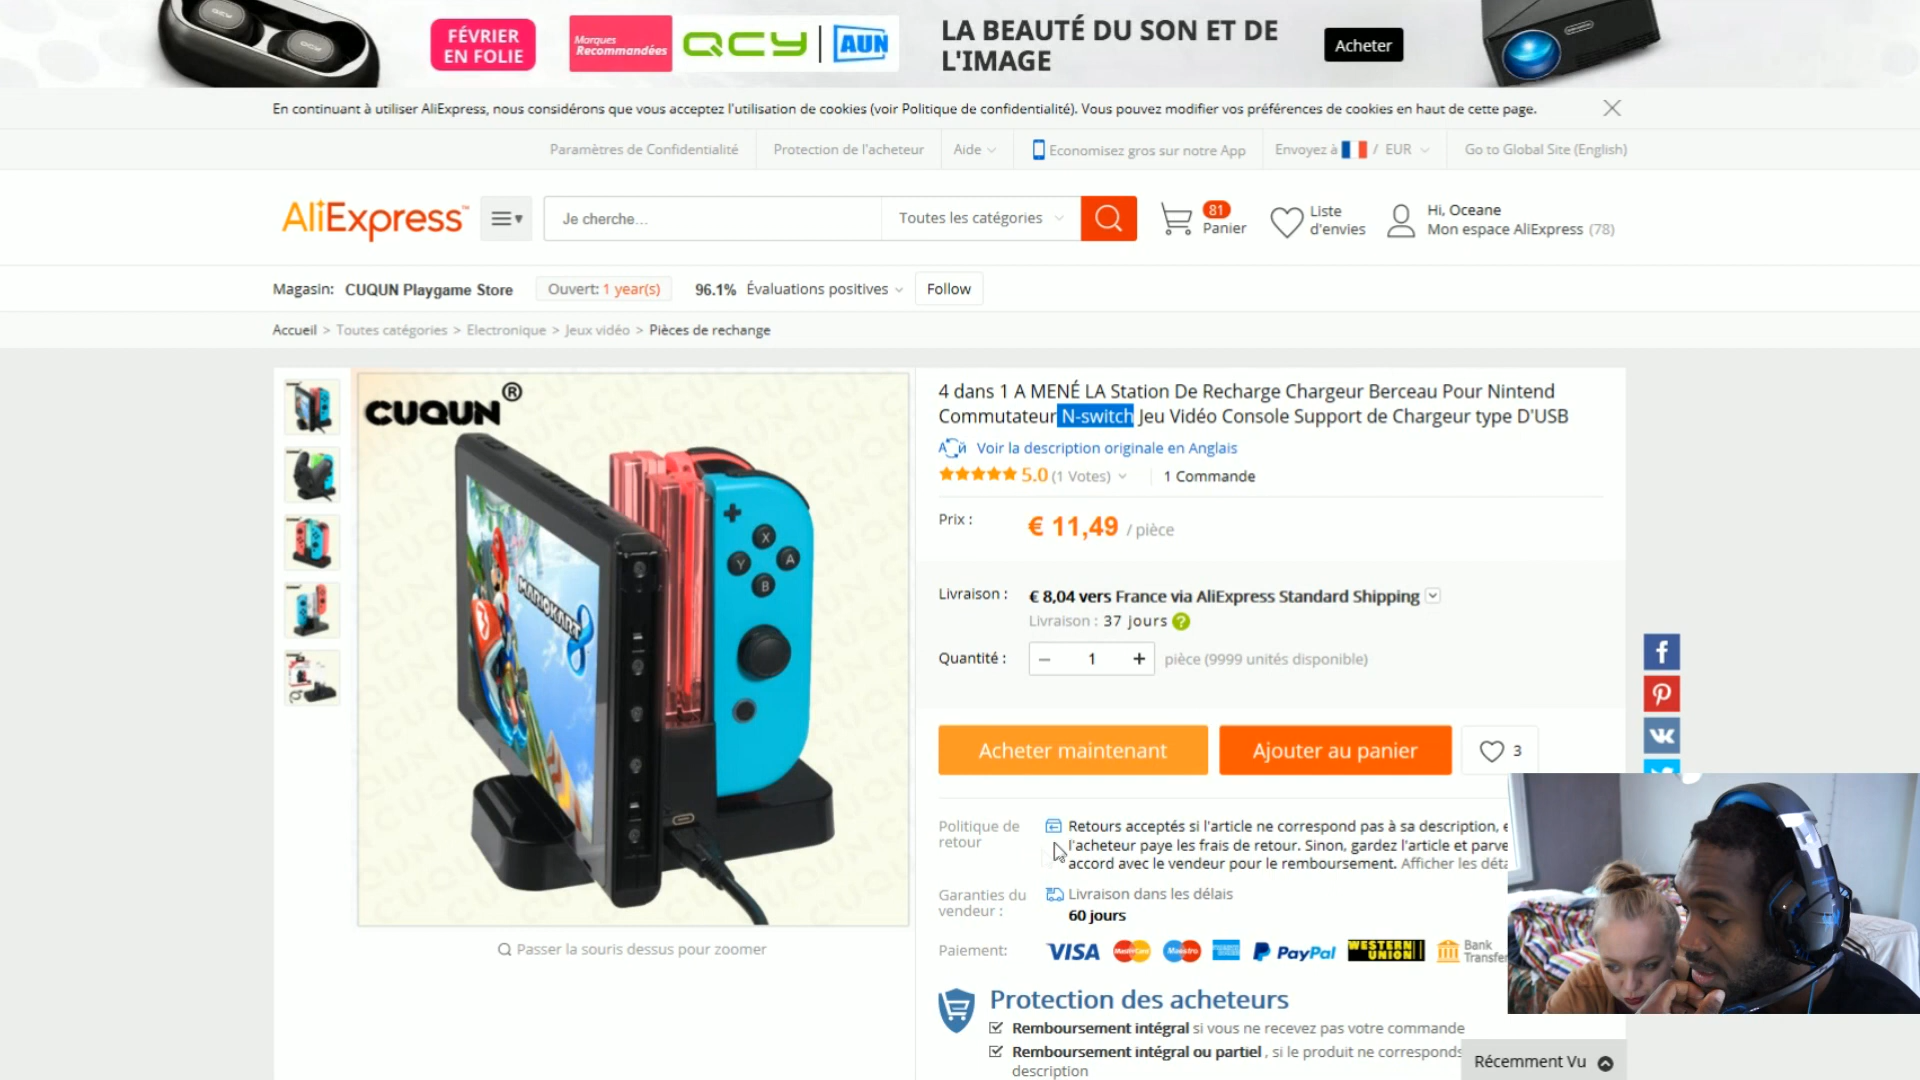 FÉVRIER
EN FOLIE
Marques
Recommandées
QCY
AUN
LA BEAUTÉ DU SON ET DE
L'IMAGE
Acheter
En continuant à utiliser AliExpress, nous considérons que vous acceptez l'utilisation de cookies (voir Politique de confidentialité). Vous pouvez modifier vos préférences de cookies en haut de cette page.
Paramètres de Confidentialité
Protection de l'acheteur
Aide
Economisez gros sur notre App
Envoyez à / EUR
Go to Global Site (English)
AliExpress™
Je cherche...
Toutes les catégories
81
Panier
Liste
d'envies
Hi, Oceane
Mon espace AliExpress (78)
Magasin: CUQUN Playgame Store
Ouvert: 1 year(s)
96.1% Évaluations positives
Follow
Accueil > Toutes catégories > Electronique > Jeux vidéo > Pièces de rechange
CUQUN®
MARIOKART 8
X
Y
A
B
Passer la souris dessus pour zoomer
4 dans 1 A MENÉ LA Station De Recharge Chargeur Berceau Pour Nintend
Commutateur N-switch Jeu Vidéo Console Support de Chargeur type D'USB
Voir la description originale en Anglais
5.0 (1 Votes)
1 Commande
Prix :
€ 11,49 / pièce
Livraison :
€ 8,04 vers France via AliExpress Standard Shipping
Livraison : 37 jours ?
Quantité :
− 1 +
pièce (9999 unités disponible)
Acheter maintenant
Ajouter au panier
3
Politique de
retour
Retours acceptés si l'article ne correspond pas à sa description, e
l'acheteur paye les frais de retour. Sinon, gardez l'article et parve
accord avec le vendeur pour le remboursement. Afficher les déta
Garanties du
vendeur :
Livraison dans les délais
60 jours
Paiement:
VISA
MasterCard
Maestro
PayPal
WESTERN
UNION
Bank
Transfer
Protection des acheteurs
Remboursement intégral si vous ne recevez pas votre commande
Remboursement intégral ou partiel , si le produit ne corresponds
description
Récemment Vu